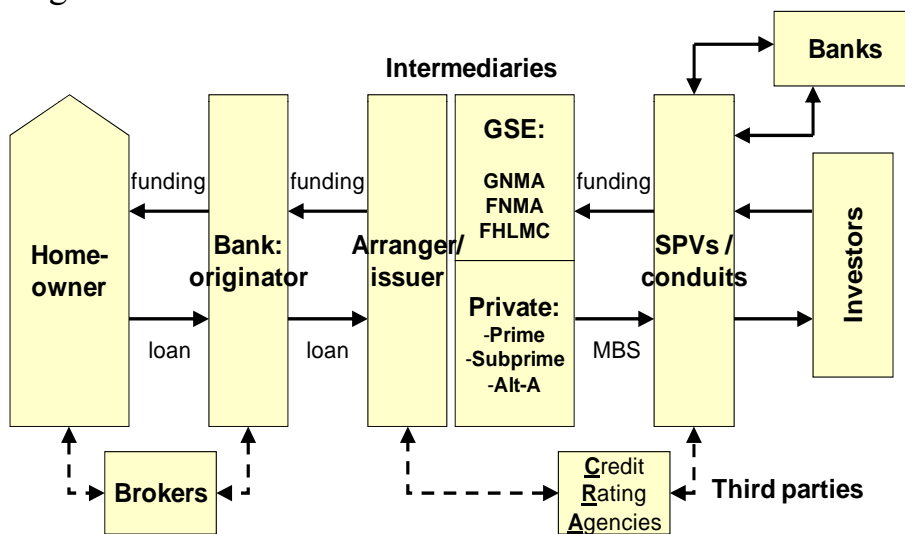 Banks
Intermediaries
GSE:
GNMA
FNMA
FHLMC
funding
funding
funding
Home-
owner
Bank:
originator
Arranger/
issuer
SPVs /
conduits
Investors
Private:
-Prime
-Subprime
-Alt-A
loan
loan
MBS
Brokers
Credit
Rating
Agencies
Third parties